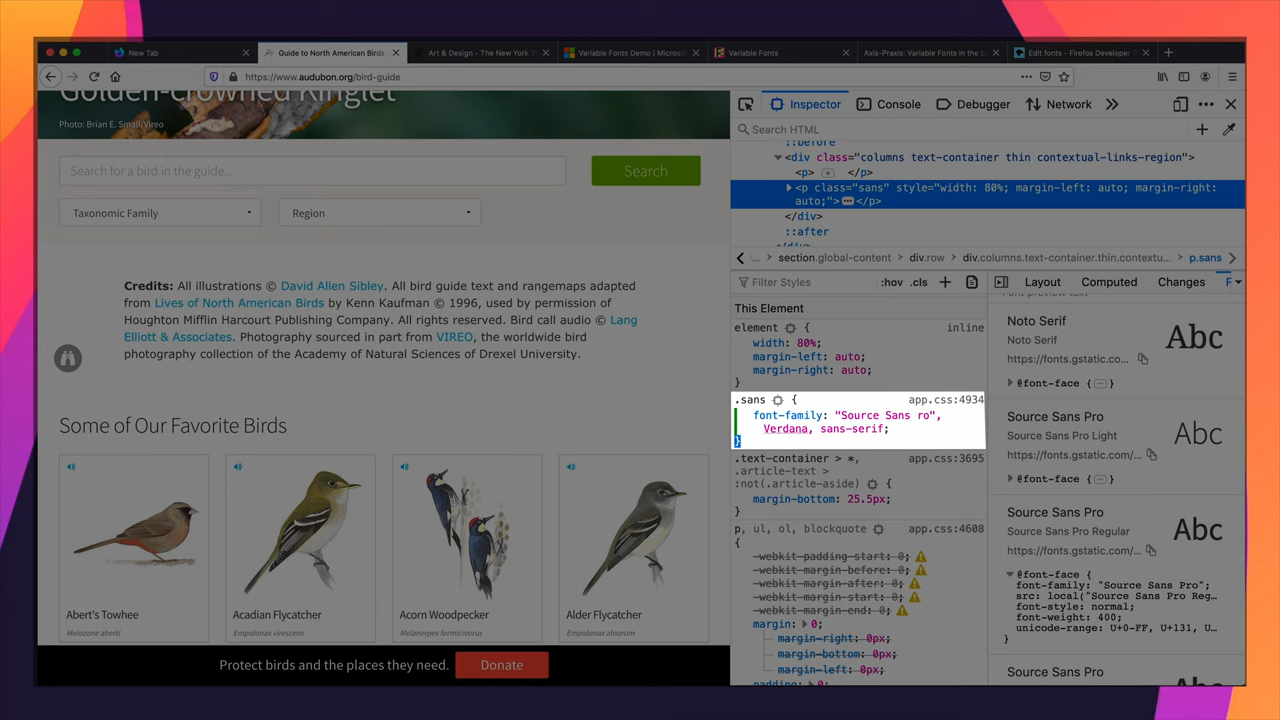 New Tab
Guide to North American Birds
Art & Design - The New York
Variable Fonts Demo | Micros
Variable Fonts
Axis-Praxis: Variable Fonts in the b
Edit fonts - Firefox Developer T
https://www.audubon.org/bird-guide
Golden-crowned Kinglet
Photo: Brian E. Small/Vireo
Search for a bird in the guide...
Search
Taxonomic Family
Region
Credits: All illustrations © David Allen Sibley. All bird guide text and rangemaps adapted
from Lives of North American Birds by Kenn Kaufman © 1996, used by permission of
Houghton Mifflin Harcourt Publishing Company. All rights reserved. Bird call audio © Lang
Elliott & Associates. Photography sourced in part from VIREO, the worldwide bird
photography collection of the Academy of Natural Sciences of Drexel University.
Some of Our Favorite Birds
Abert's Towhee
Melozone aberti
Acadian Flycatcher
Empidonax virescens
Acorn Woodpecker
Melanerpes formicivorus
Alder Flycatcher
Empidonax alnorum
Protect birds and the places they need.
Donate
Inspector
Console
Debugger
Network
Search HTML
::before
<div class="columns text-container thin contextual-links-region">
<p> </p>
<p class="sans" style="width: 80%; margin-left: auto; margin-right:
auto;"> </p>
</div>
::after
</div>
... section.global-content div.row div.columns.text-container.thin.contextu... p.sans
Filter Styles
:hov .cls
This Element
element { inline
width: 80%;
margin-left: auto;
margin-right: auto;
}
.sans { app.css:4934
font-family: "Source Sans ro",
Verdana, sans-serif;
}
.text-container > *, app.css:3695
.article-text >
:not(.article-aside) {
margin-bottom: 25.5px;
}
p, ul, ol, blockquote app.css:4608
{
-webkit-padding-start: 0;
-webkit-margin-before: 0;
-webkit-margin-after: 0;
-webkit-margin-start: 0;
-webkit-margin-end: 0;
margin: 0;
margin-right: 0px;
margin-bottom: 0px;
margin-left: 0px;
padding: 0;
Layout
Computed
Changes
F
Font preview text
Noto Serif
Noto Serif
https://fonts.gstatic.co...
@font-face {
Abc
Source Sans Pro
Source Sans Pro Light
https://fonts.gstatic.com/...
@font-face {
Abc
Source Sans Pro
Source Sans Pro Regular
https://fonts.gstatic.com/...
Abc
@font-face {
font-family: "Source Sans Pro";
src: local("Source Sans Pro Reg...
font-style: normal;
font-weight: 400;
unicode-range: U+0-FF, U+131, U...
}
Source Sans Pro